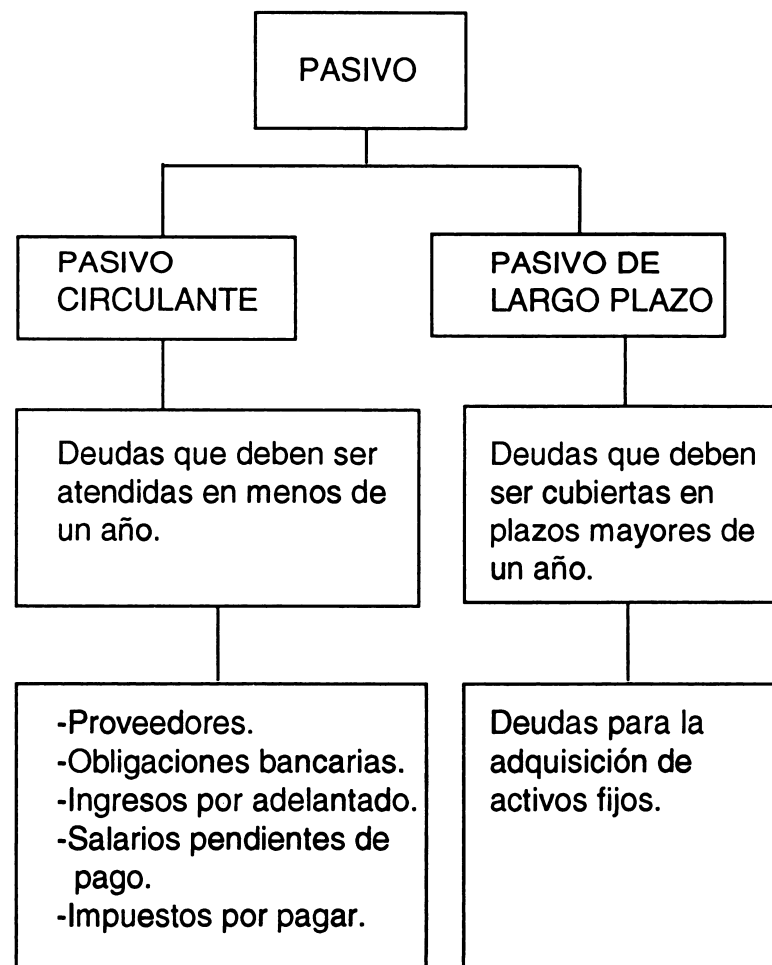 PASIVO
PASIVO
CIRCULANTE
Deudas que deben ser
atendidas en menos de
un año.
-Proveedores.
-Obligaciones bancarias.
-Ingresos por adelantado.
-Salarios pendientes de
pago.
-Impuestos por pagar.
PASIVO DE
LARGO PLAZO
Deudas que deben
ser cubiertas en
plazos mayores de
un año.
Deudas para la
adquisición de
activos fijos.